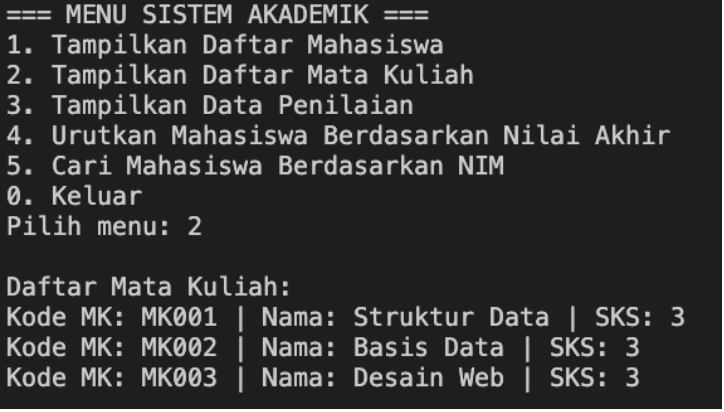 === MENU SISTEM AKADEMIK ===
1. Tampilkan Daftar Mahasiswa
2. Tampilkan Daftar Mata Kuliah
3. Tampilkan Data Penilaian
4. Urutkan Mahasiswa Berdasarkan Nilai Akhir
5. Cari Mahasiswa Berdasarkan NIM
0. Keluar
Pilih menu: 2
Daftar Mata Kuliah:
Kode MK: MK001 | Nama: Struktur Data | SKS: 3
Kode MK: MK002 | Nama: Basis Data | SKS: 3
Kode MK: MK003 | Nama: Desain Web | SKS: 3